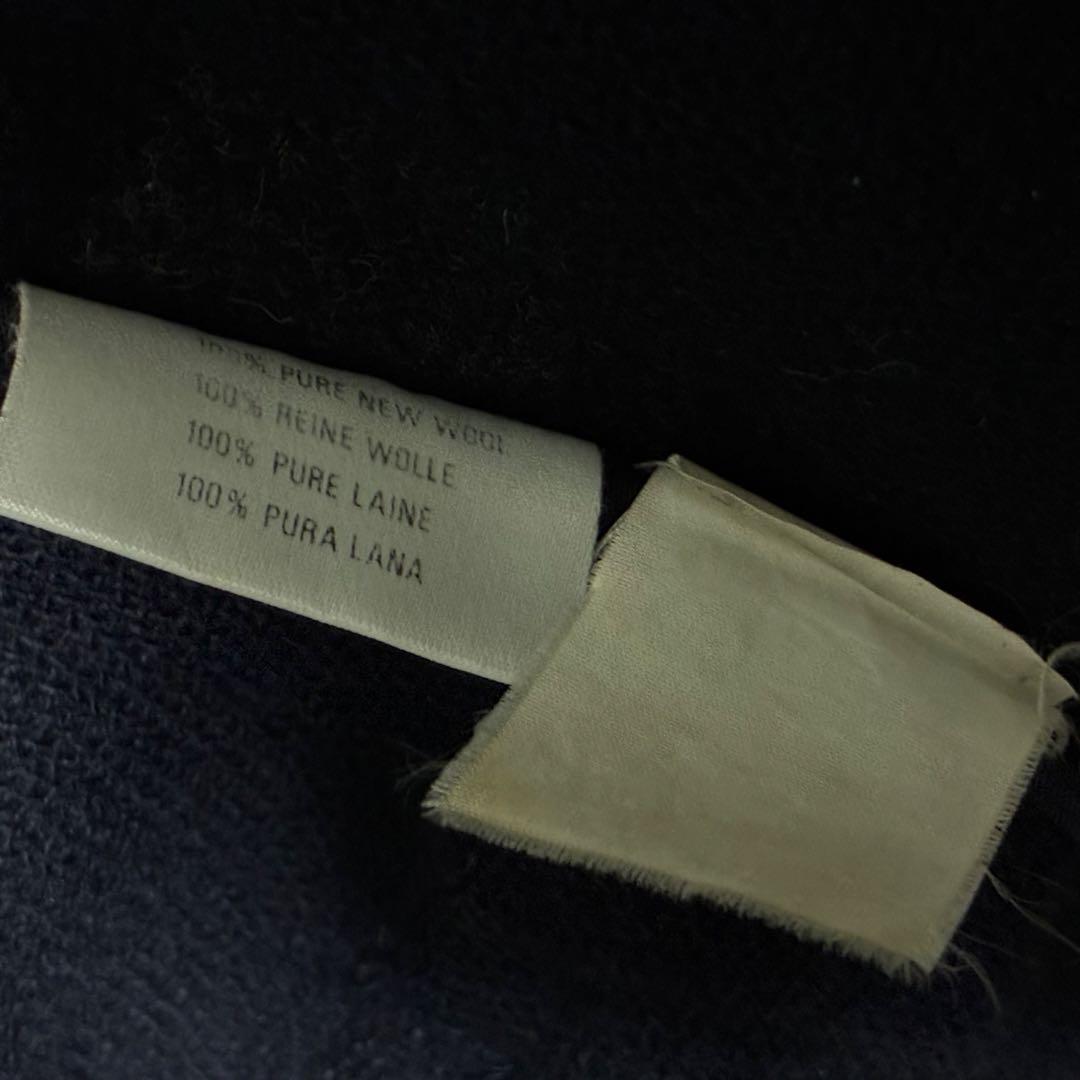 100% PURE NEW WOOL
100% REINE WOLLE
100% PURE LAINE
100% PURA LANA